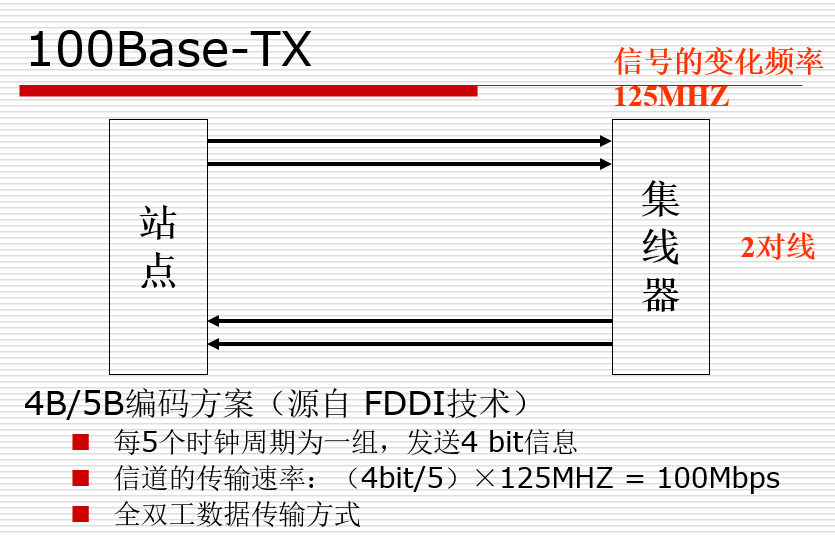 100Base-TX
信号的变化频率
125MHZ
站点
集线器
2对线
4B/5B编码方案（源自 FDDI技术）
每5个时钟周期为一组，发送4 bit信息
信道的传输速率：（4bit/5）×125MHZ = 100Mbps
全双工数据传输方式